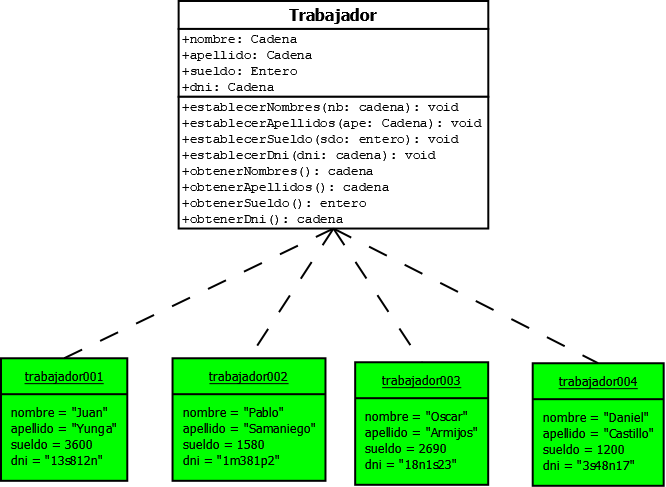 Trabajador
+nombre: Cadena
+apellido: Cadena
+sueldo: Entero
+dni: Cadena
+establecerNombres(nb: cadena): void
+establecerApellidos(ape: Cadena): void
+establecerSueldo(sdo: entero): void
+establecerDni(dni: cadena): void
+obtenerNombres(): cadena
+obtenerApellidos(): cadena
+obtenerSueldo(): entero
+obtenerDni(): cadena
trabajador001
nombre = "Juan"
apellido = "Yunga"
sueldo = 3600
dni = "13s812n"
trabajador002
nombre = "Pablo"
apellido = "Samaniego"
sueldo = 1580
dni = "1m381p2"
trabajador003
nombre = "Oscar"
apellido = "Armijos"
sueldo = 2690
dni = "18n1s23"
trabajador004
nombre = "Daniel"
apellido = "Castillo"
sueldo = 1200
dni = "3s48n17"